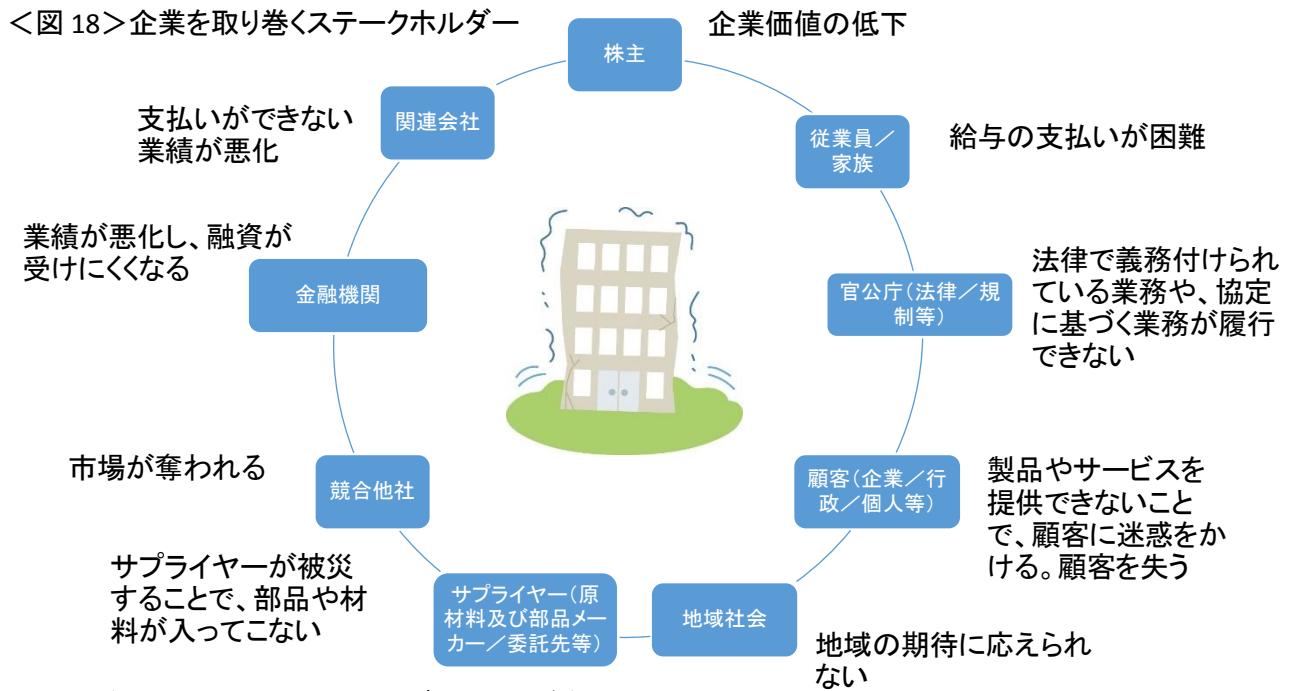 <図 18>企業を取り巻くステークホルダー
株主
企業価値の低下
従業員/
家族
給与の支払いが困難
官公庁(法律/規
制等)
法律で義務付けられ
ている業務や、協定
に基づく業務が履行
できない
顧客(企業/行
政/個人等)
製品やサービスを
提供できないこと
で、顧客に迷惑をか
ける。顧客を失う
地域社会
地域の期待に応えられ
ない
サプライヤー(原
材料及び部品メー
カー/委託先等)
サプライヤーが被災
することで、部品や材
料が入ってこない
競合他社
市場が奪われる
金融機関
業績が悪化し、融資が
受けにくくなる
関連会社
支払いができない
業績が悪化